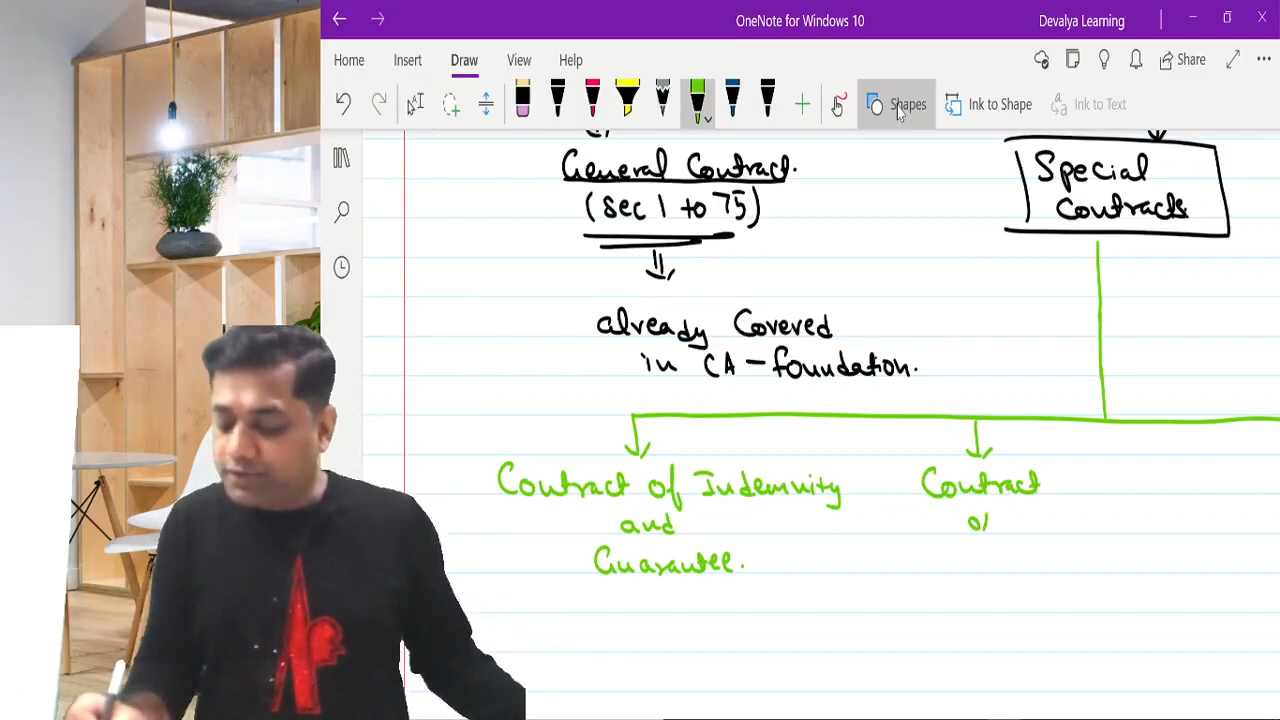 OneNote for Windows 10
Devalya Learning
Home
Insert
Draw
View
Help
Share
Shapes
Ink to Shape
Ink to Text
General Contract.
(Sec 1 to 75)
already Covered
in CA - foundation.
Special
Contracts
Contract of Indemnity
and
Guarantee.
Contract